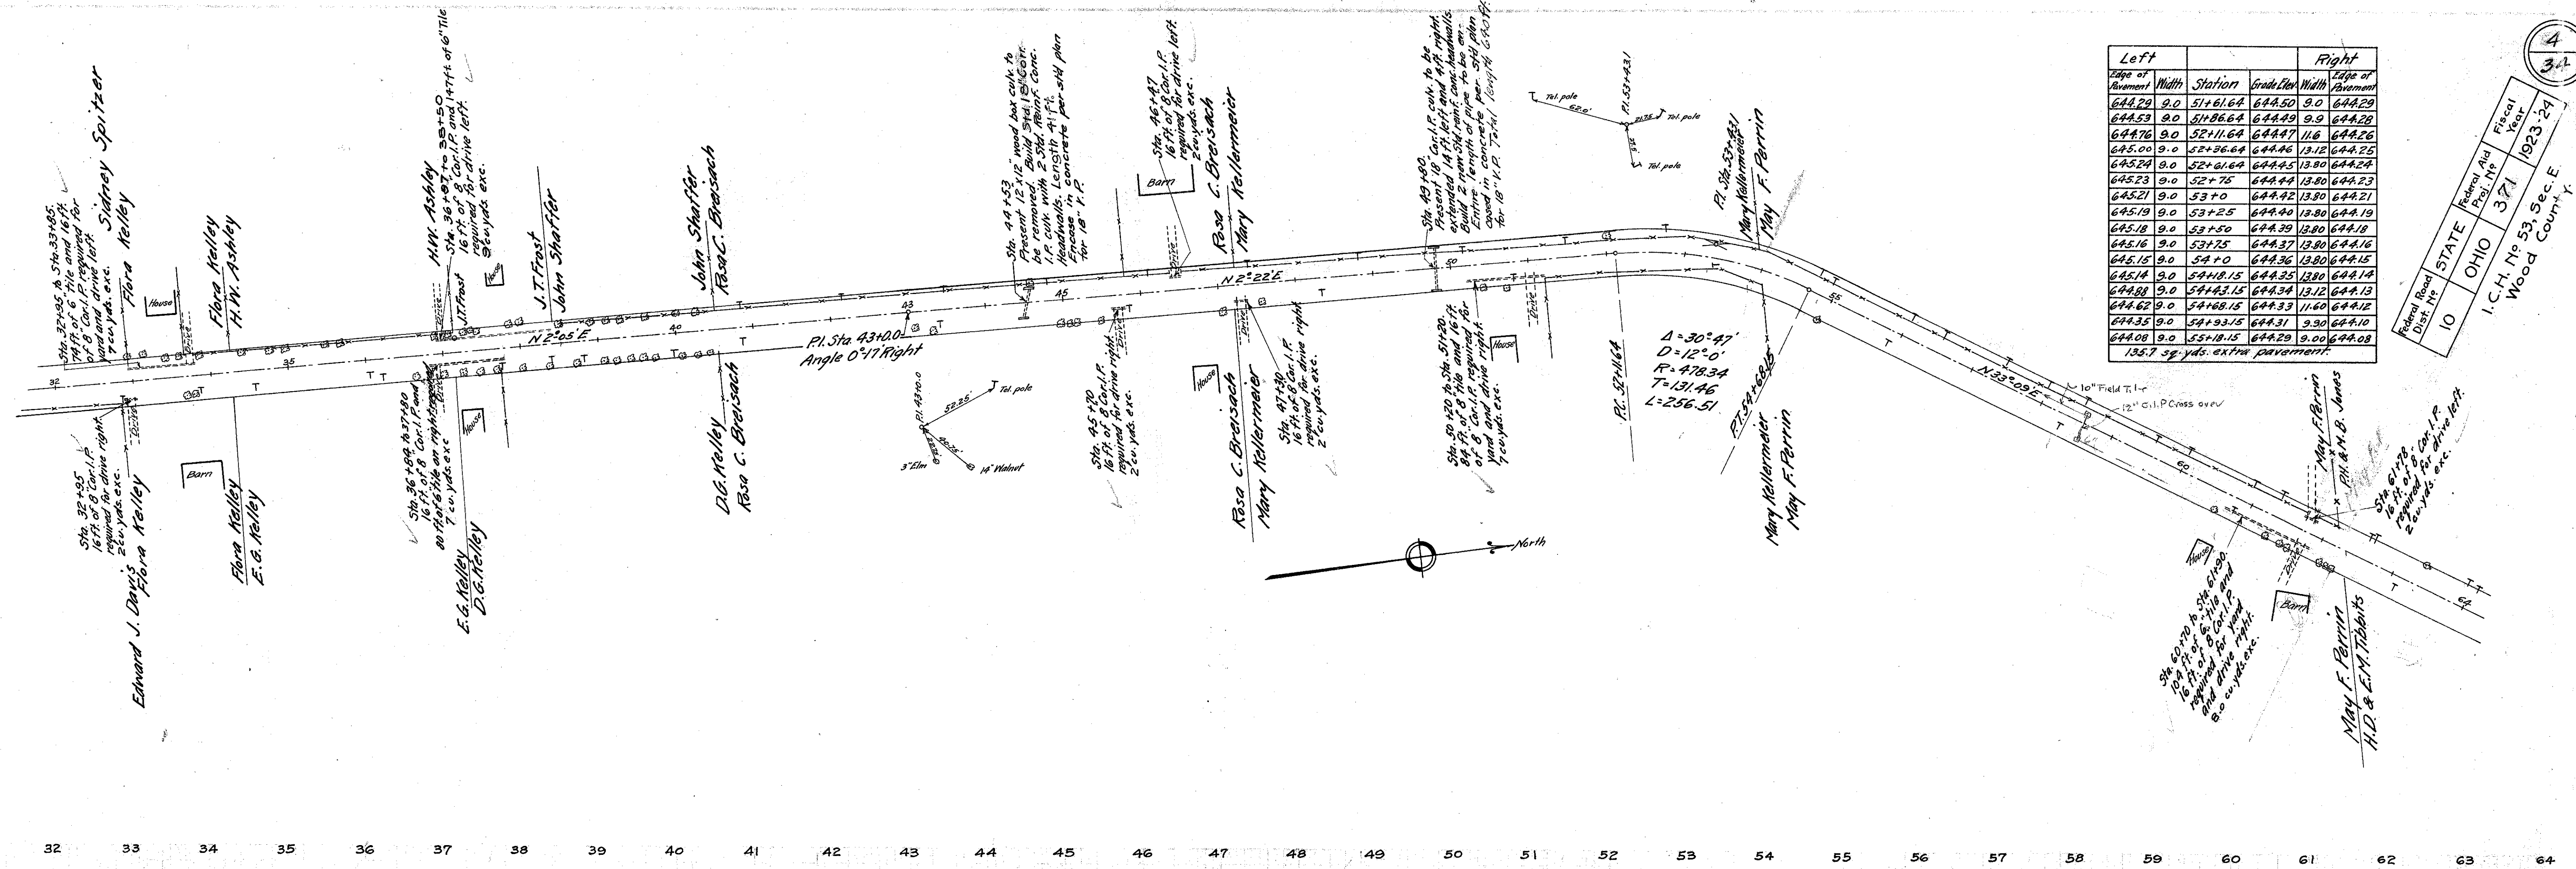 Sta. 32+95 to Sta. 33+85.
74 ft. of 6" tile and 16 ft.
of 8" Cor. I. P. required for
yard and drive left.
7 cu. yds. exc.
Sidney Spitzer
Flora Kelley
House
Drive
Flora Kelley
H.W. Ashley
H.W. Ashley
J.T. Frost
Sta. 36+87 to 38+50
16 ft. of 8" Cor. I.P. and 147 ft. of 6" Tile
required for drive left.
cu. yds. exc.
J.T. Frost
John Shaffer
John Shaffer
Rosa C. Breisach
Sta. 44+53
Present 12"x12" wood box culv. to
be removed. Build Std. 18" Cor.
I.P. culv. with 2 Std. Reinf. Conc.
Headwalls. Length 41 ft.
Encase in concrete per std plan
for 18" V.P.
Barn
Sta. 46+47
16 ft. of 8" Cor. I.P.
required for drive left
2 cu. yds. exc.
Drive
Rosa C. Breisach
Mary Kellermeier
Sta. 49+80.
Present 18" Cor. I.P. culv. to be
extended 14 ft. left and 4 ft. right.
Build 2 new Std. reinf. conc. headwalls.
Entire length of pipe to be en-
cased in concrete per std plan
for 18" V.P. Total length 69.0 ft.
Tel. pole
62.0'
P.I. 53+43.1
21.75
Tel. pole
Tel. pole
P.I. Sta. 53+43.1
Mary Kellermeier
May F. Perrin
Left Right
Edge of Pavement Width Station Grade Elev Width Edge of Pavement
644.29 9.0 51+61.64 644.50 9.0 644.29
644.53 9.0 51+86.64 644.49 9.9 644.28
644.76 9.0 52+11.64 644.47 11.6 644.26
645.00 9.0 52+36.64 644.46 13.12 644.25
645.24 9.0 52+61.64 644.45 13.80 644.24
645.23 9.0 52+75 644.44 13.80 644.23
645.21 9.0 53+0 644.42 13.80 644.21
645.19 9.0 53+25 644.40 13.80 644.19
645.18 9.0 53+50 644.39 13.80 644.18
645.16 9.0 53+75 644.37 13.80 644.16
645.15 9.0 54+0 644.36 13.80 644.15
645.14 9.0 54+18.15 644.35 13.80 644.14
644.88 9.0 54+43.15 644.34 13.12 644.13
644.62 9.0 54+68.15 644.33 11.60 644.12
644.35 9.0 54+93.15 644.31 9.90 644.10
644.08 9.0 55+18.15 644.29 9.00 644.08
135.7 sq. yds. extra pavement.
4
Federal Road Dist. No STATE Federal Aid Proj. No Fiscal Year
10 OHIO 371 1923-24
I.C.H. No 53, Sec. E.
Wood County.
32
35
N 2°05' E
40
43
45
N 2°22' E
50
55
N 33°09' E
60
64
P.I. Sta. 43+0.0
Angle 0°17' Right
P.I. 43+0.0
52.25'
Tel. pole
40.75'
3" Elm
14" Walnut
Drive
Sta. 32+95
16 ft. of 8" Cor. I.P.
required for drive right.
2 cu. yds. exc.
Edward J. Davis
Flora Kelley
Barn
Flora Kelley
E.G. Kelley
Sta. 36+84 to 37+80
16 ft. of 8" Cor. I.P. and
80 ft. of 6" tile on right
7 cu. yds. exc
Drive
House
E.G. Kelley
D.G. Kelley
D.G. Kelley
Rosa C. Breisach
Drive
Sta. 45+70
16 ft. of 8" Cor. I.P.
required for drive right.
2 cu. yds. exc.
House
Drive
Rosa C. Breisach
Mary Kellermeier
Sta. 47+30
16 ft. of 8" Cor. I.P.
required for drive right
2 cu. yds. exc.
Sta. 50+20 to Sta. 51+20.
84 ft. of 8" tile and 16 ft.
of 8" Cor. I.P. required for
yard and drive right.
7 cu. yds. exc.
House
Drive
P.C. 52+11.64
Δ = 30°47'
D = 12°-0'
R = 478.34
T = 131.46
L = 256.51
P.T. 54+68.15
Mary Kellermeier
May F. Perrin
North
10" Field Tile
12" C.I.P Cross over
May F. Perrin
P.H. & M.B. Jones
Sta. 61+78
16 ft. of 8" Cor. I.P.
required for drive left.
2 cu. yds. exc.
House
Drive
Barn
Sta. 60+70 to Sta. 61+90.
104 ft. of 6" tile and
16 ft. of 8" Cor. I.P.
required for yard
and drive right.
8.0 cu. yds. exc.
May F. Perrin
H.D. & E.M. Tibbits
32 33 34 35 36 37 38 39 40 41 42 43 44 45 46 47 48 49 50 51 52 53 54 55 56 57 58 59 60 61 62 63 64